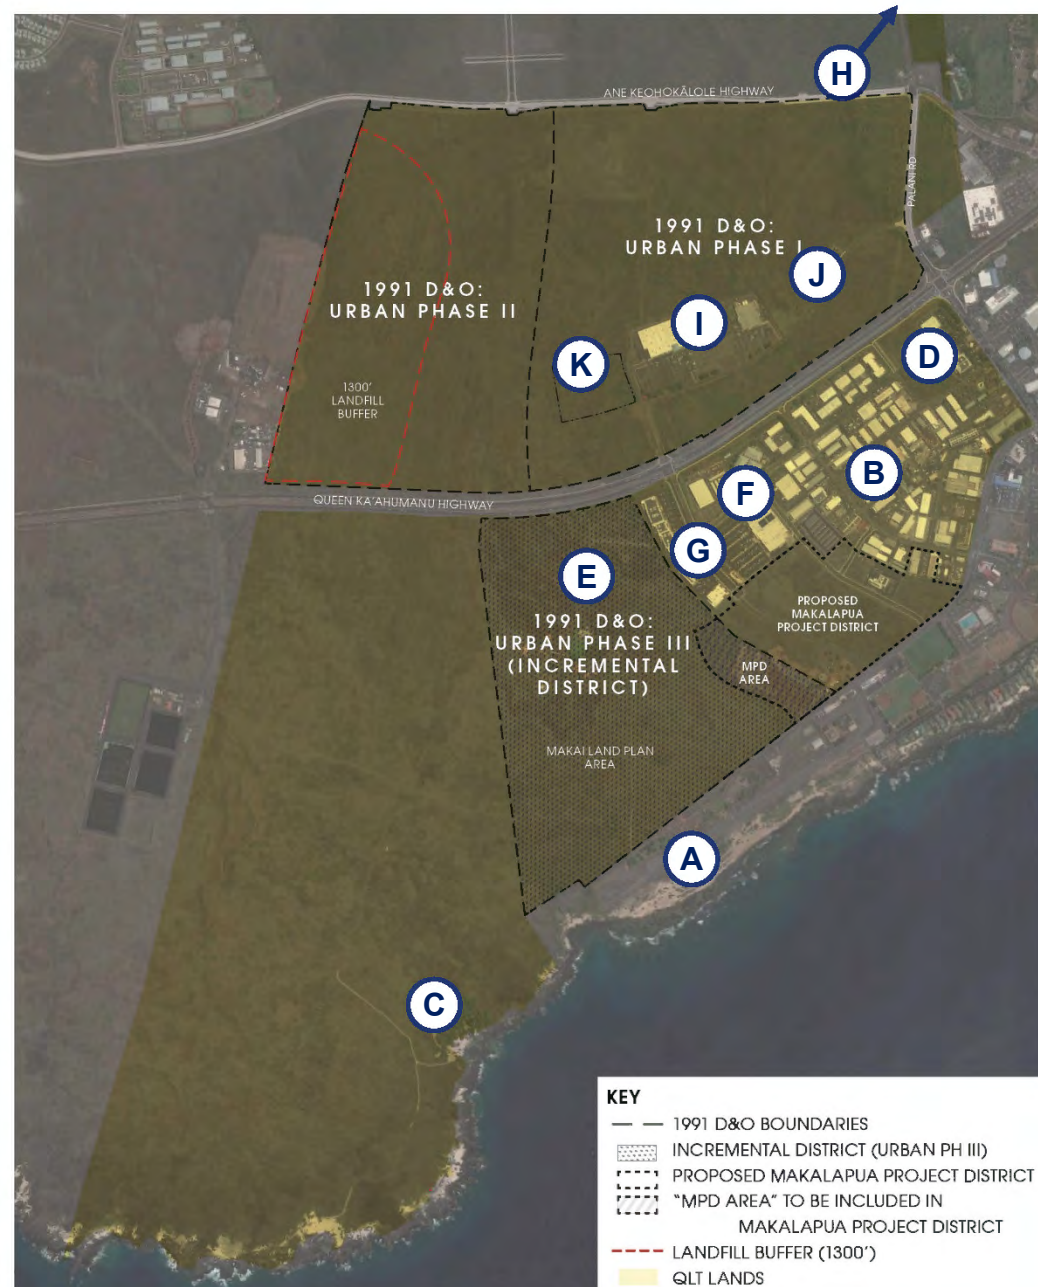 H
ANE KEOHOKĀLOLE HIGHWAY
PALANI RD
1991 D&O:
URBAN PHASE I
J
1991 D&O:
URBAN PHASE II
I
K
D
1300'
LANDFILL
BUFFER
B
QUEEN KA'AHUMANU HIGHWAY
F
G
E
PROPOSED
MAKALAPUA
PROJECT DISTRICT
1991 D&O:
URBAN PHASE III
(INCREMENTAL
DISTRICT)
MPD
AREA
MAKAI LAND PLAN
AREA
A
C
KEY
1991 D&O BOUNDARIES
INCREMENTAL DISTRICT (URBAN PH III)
PROPOSED MAKALAPUA PROJECT DISTRICT
"MPD AREA" TO BE INCLUDED IN
MAKALAPUA PROJECT DISTRICT
LANDFILL BUFFER (1300')
QLT LANDS